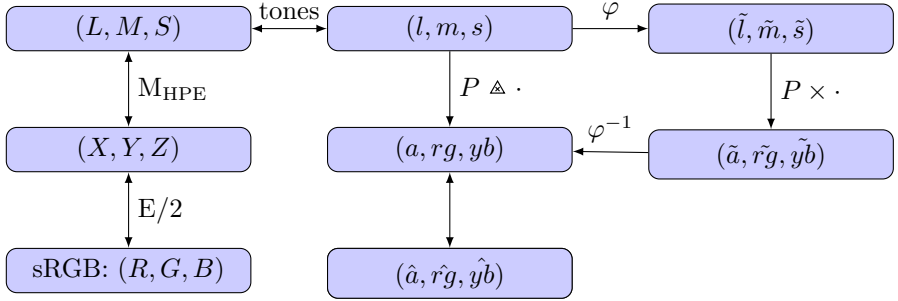 (L, M, S) tones (l, m, s) φ (l̃, m̃, s̃)
M_HPE P ⨹ · P × ·
(X, Y, Z) (a, rg, yb) φ⁻¹ (ã, r̃g, ỹb)
E/2
sRGB: (R, G, B) (â, r̂g, ŷb)